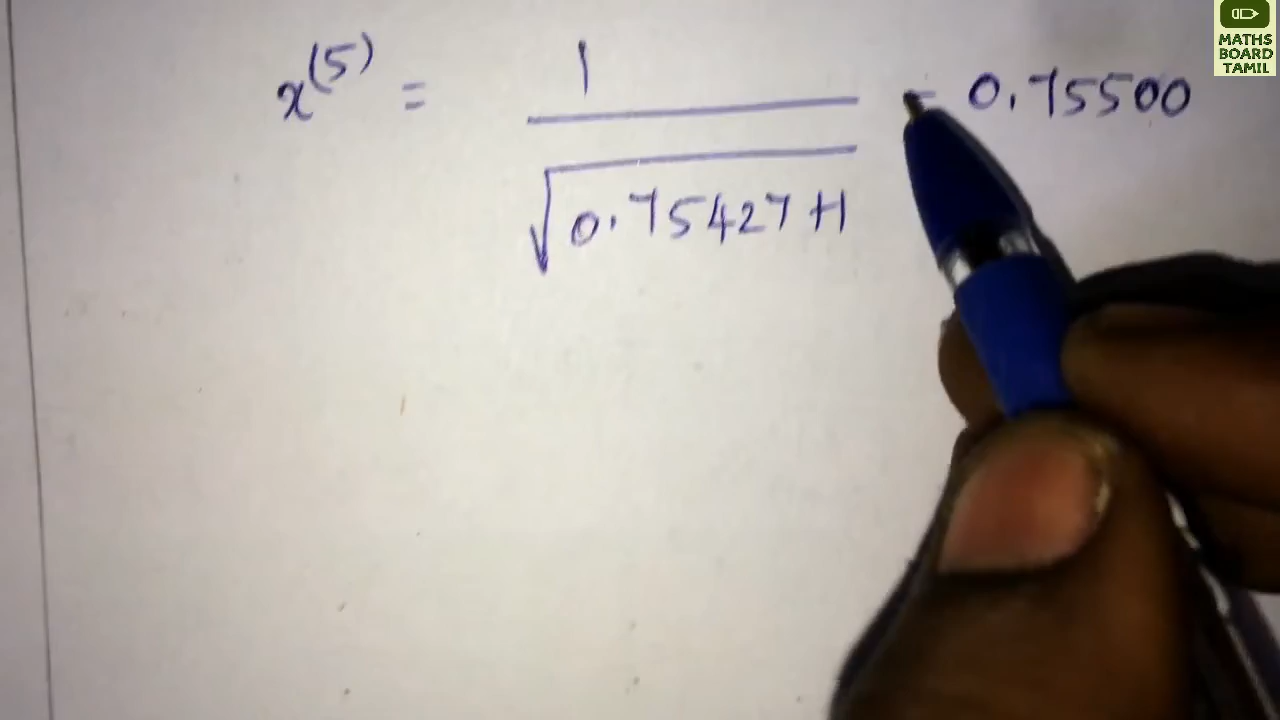 MATHS
BOARD
TAMIL
x^(5) = 1 / √(0.75427+1) = 0.75500